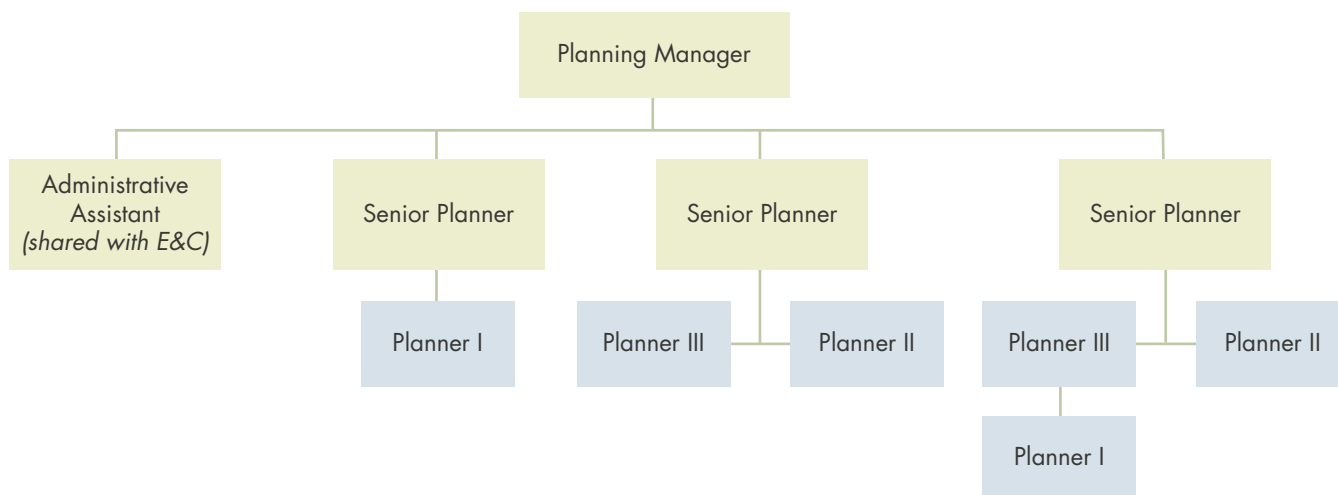 Planning Manager
Administrative
Assistant
(shared with E&C)
Senior Planner
Senior Planner
Senior Planner
Planner I
Planner III
Planner II
Planner III
Planner II
Planner I